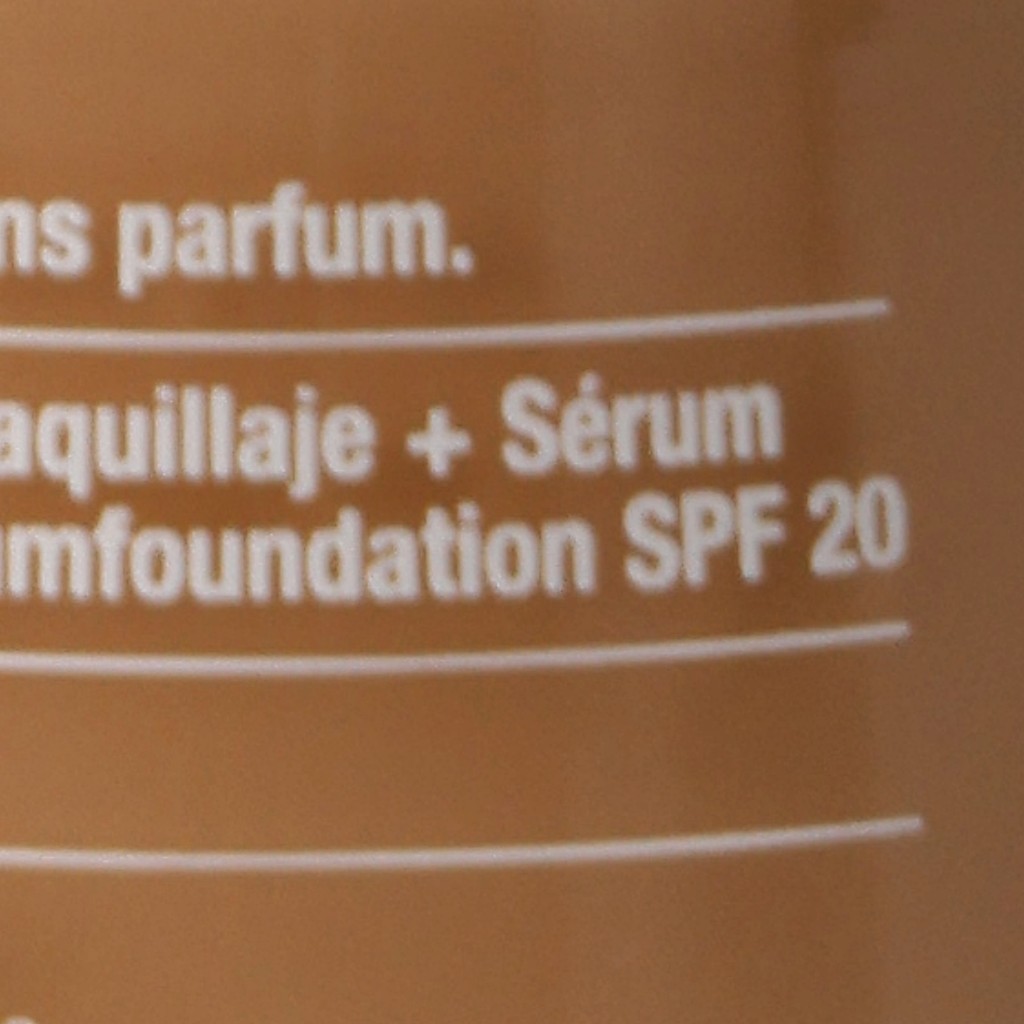 ns parfum.
aquillaje + Sérum
umfoundation SPF 20